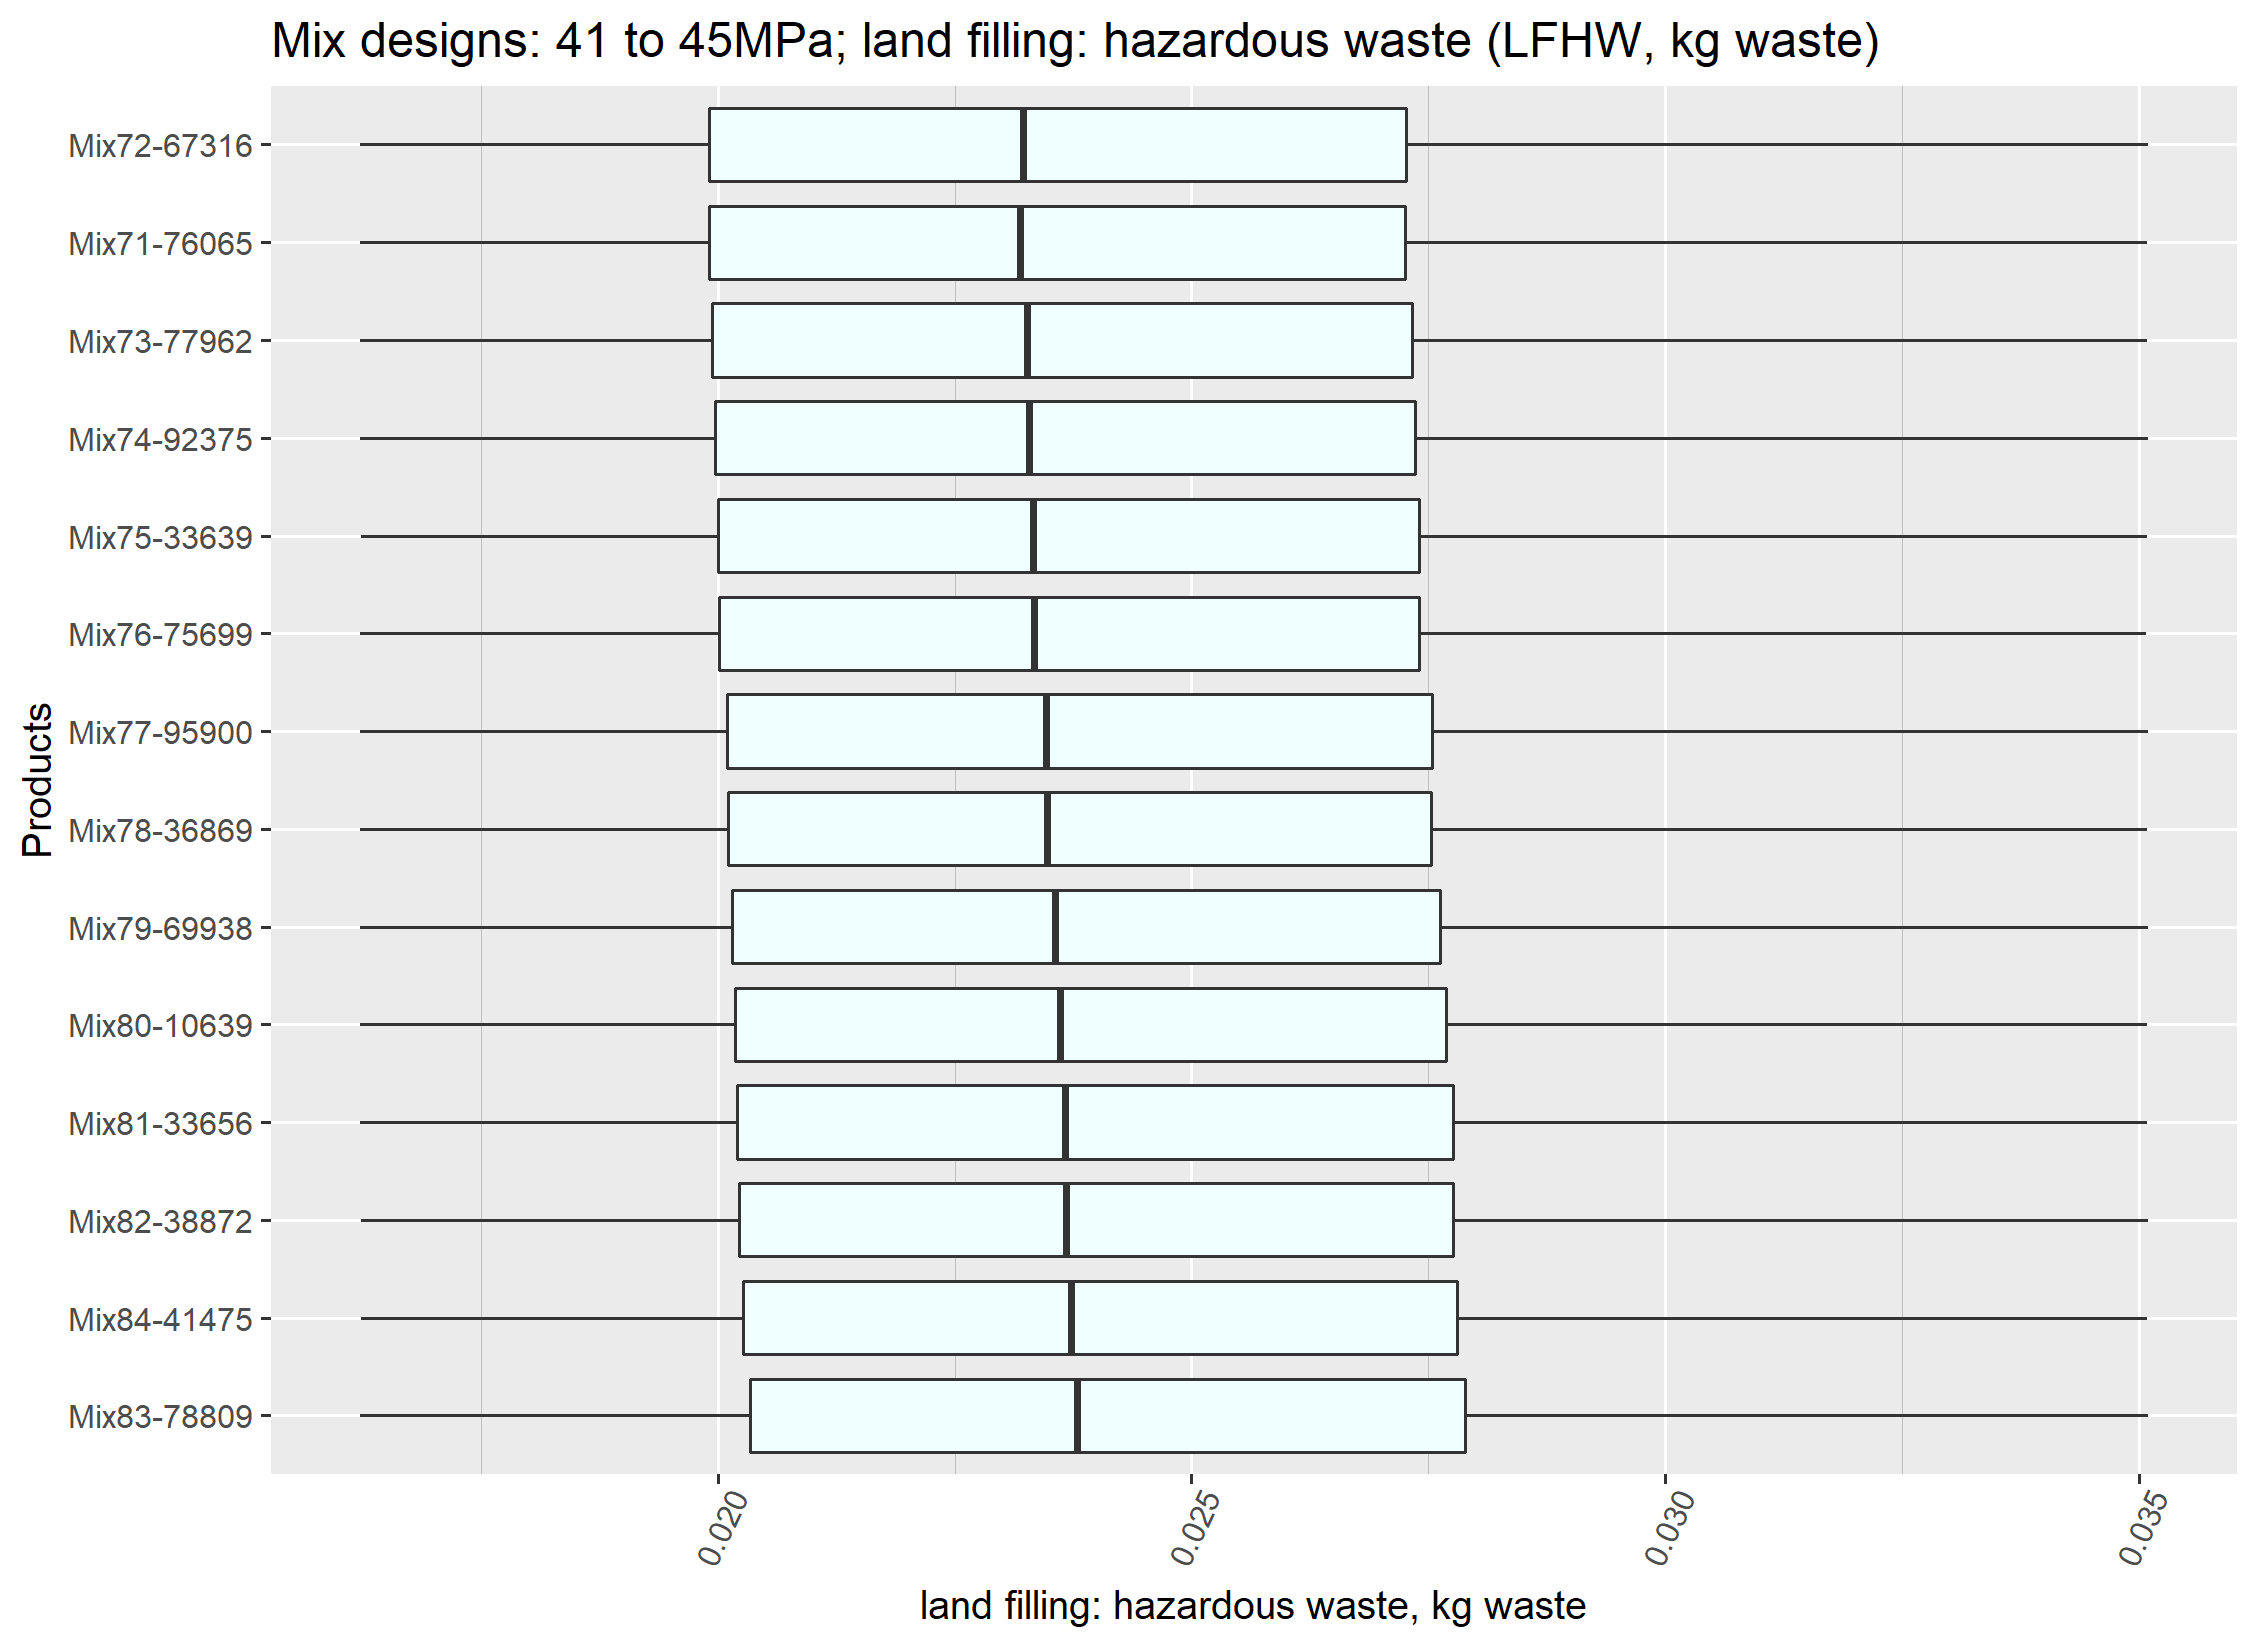 Mix designs: 41 to 45MPa; land filling: hazardous waste (LFHW, kg waste)
Products
Mix72-67316
Mix71-76065
Mix73-77962
Mix74-92375
Mix75-33639
Mix76-75699
Mix77-95900
Mix78-36869
Mix79-69938
Mix80-10639
Mix81-33656
Mix82-38872
Mix84-41475
Mix83-78809
0.020
0.025
0.030
0.035
land filling: hazardous waste, kg waste